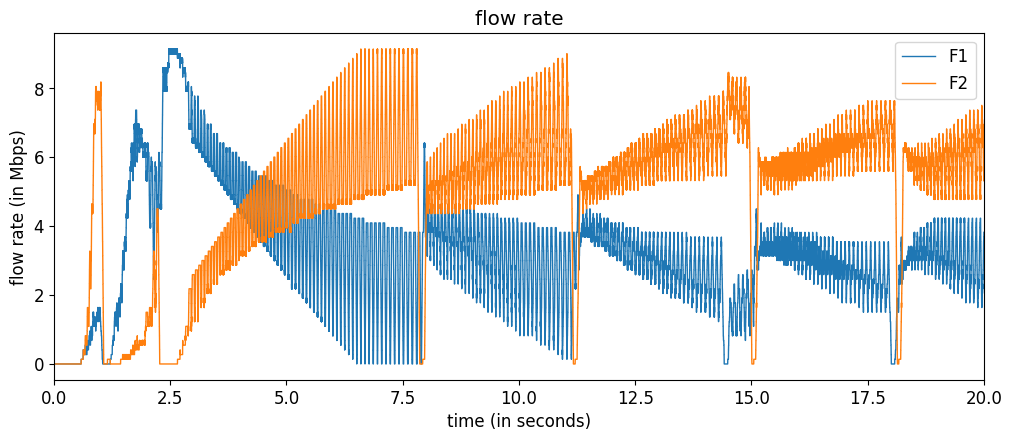 flow rate
F1
F2
flow rate (in Mbps)
8
6
4
2
0
0.0 2.5 5.0 7.5 10.0 12.5 15.0 17.5 20.0
time (in seconds)